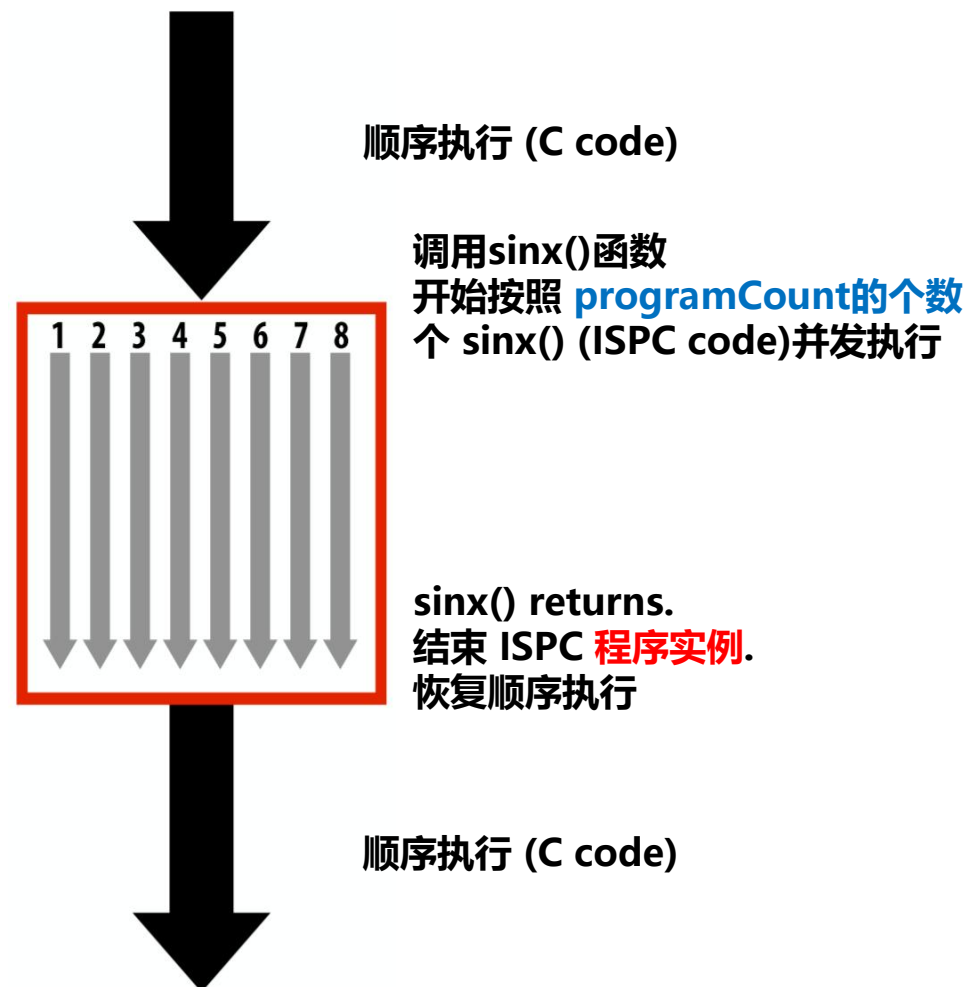 顺序执行 (C code)
调用sinx()函数
开始按照 programCount的个数
个 sinx() (ISPC code)并发执行
1 2 3 4 5 6 7 8
sinx() returns.
结束 ISPC 程序实例.
恢复顺序执行
顺序执行 (C code)